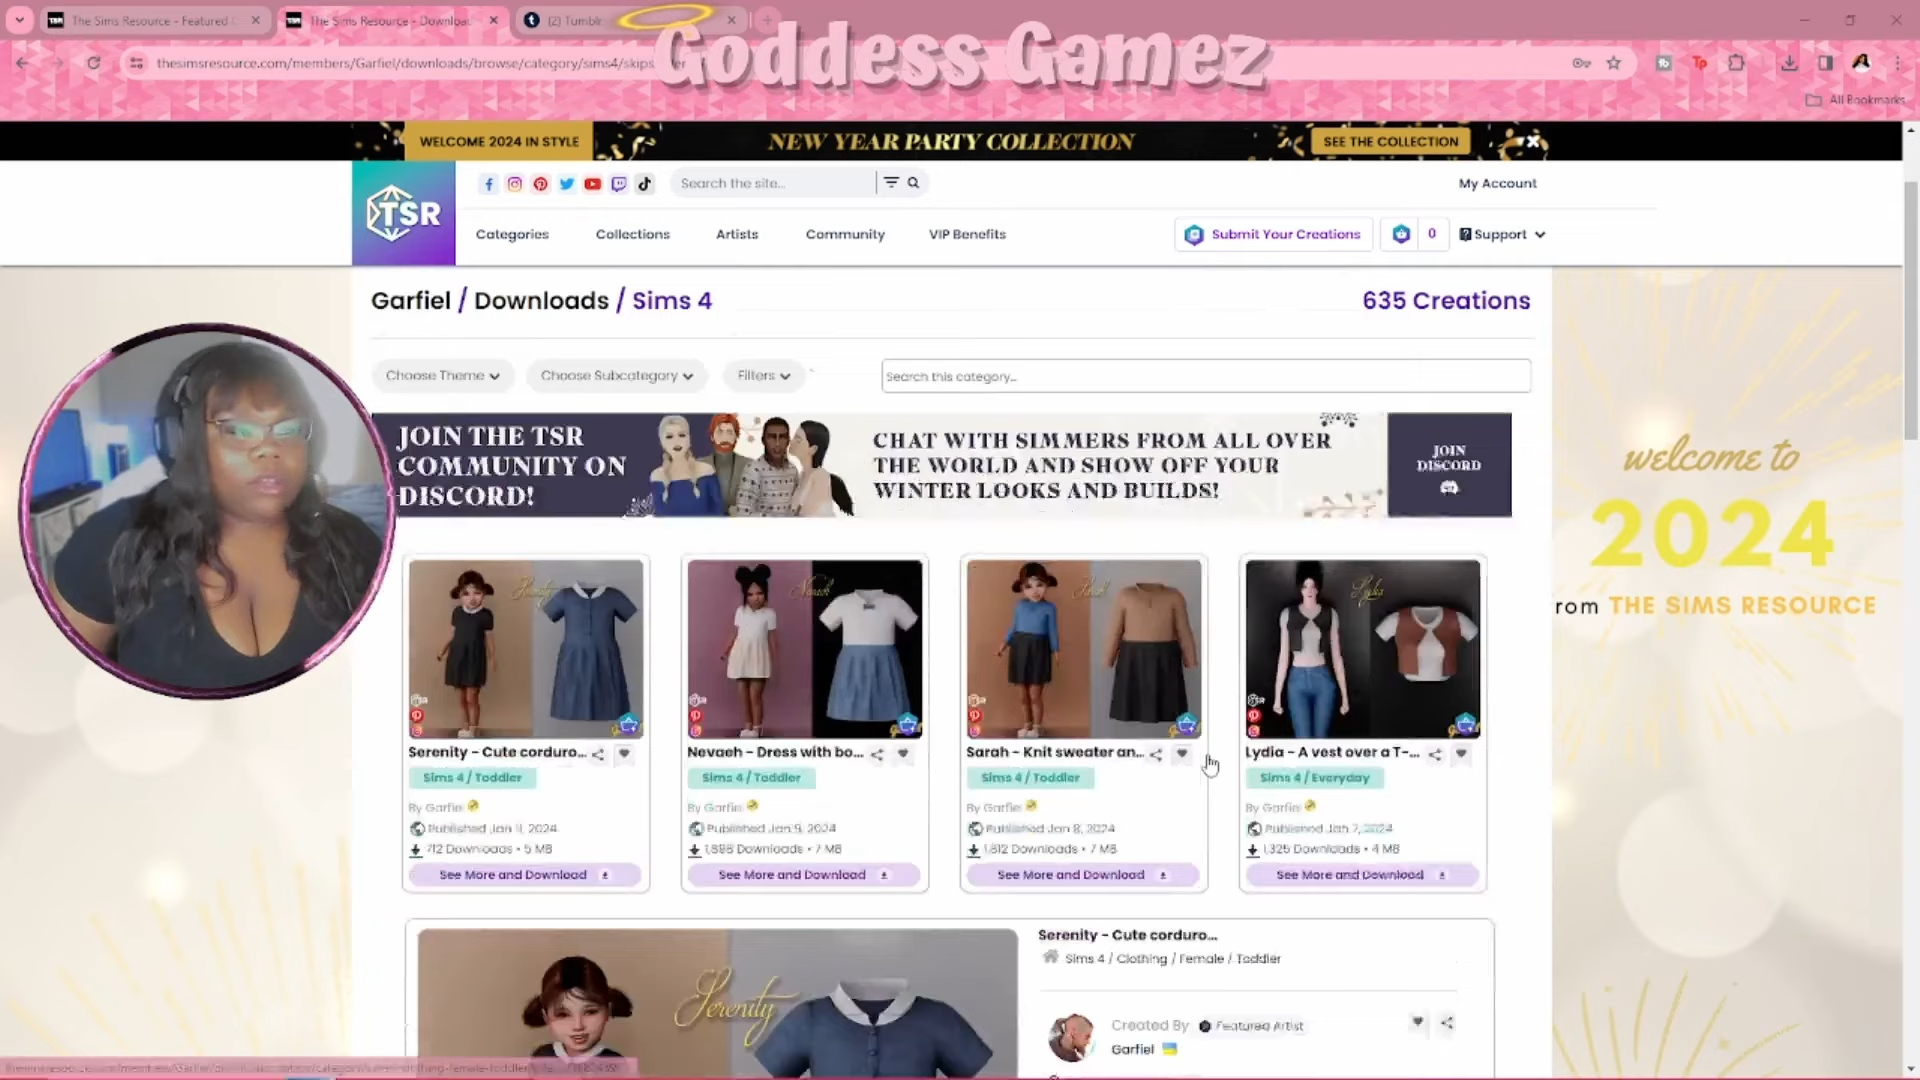 The Sims Resource - Featured
The Sims Resource - Downloa
(2) Tumblr
Goddess Gamez
thesimsresource.com/members/Garfiel/downloads/browse/category/sims4/skips
All Bookmarks
WELCOME 2024 IN STYLE
NEW YEAR PARTY COLLECTION
SEE THE COLLECTION
TSR
Search the site...
My Account
Categories
Collections
Artists
Community
VIP Benefits
Submit Your Creations
0
Support
Garfiel / Downloads / Sims 4
635 Creations
Choose Theme
Choose Subcategory
Filters
Search this category...
JOIN THE TSR
COMMUNITY ON
DISCORD!
CHAT WITH SIMMERS FROM ALL OVER
THE WORLD AND SHOW OFF YOUR
WINTER LOOKS AND BUILDS!
JOIN
DISCORD
welcome to
2024
rom THE SIMS RESOURCE
Serenity
Nevaeh
Sarah
Lydia
Serenity - Cute corduro...
Nevaeh - Dress with bo...
Sarah - Knit sweater an...
Lydia - A vest over a T-...
Sims 4 / Toddler
Sims 4 / Toddler
Sims 4 / Toddler
Sims 4 / Everyday
By Garfiel
By Garfiel
By Garfiel
By Garfiel
Published Jan 11, 2024
Published Jan 9, 2024
Published Jan 8, 2024
Published Jan 7, 2024
712 Downloads • 5 MB
1,898 Downloads • 7 MB
1,812 Downloads • 7 MB
1,325 Downloads • 4 MB
See More and Download
See More and Download
See More and Download
See More and Download
Serenity
Serenity - Cute corduro...
Sims 4 / Clothing / Female / Toddler
Created By
Featured Artist
Garfiel